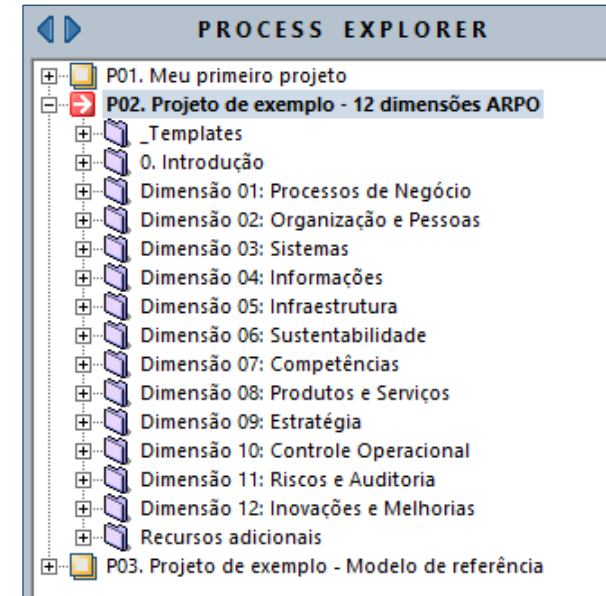 PROCESS EXPLORER
P01. Meu primeiro projeto
P02. Projeto de exemplo - 12 dimensões ARPO
_Templates
0. Introdução
Dimensão 01: Processos de Negócio
Dimensão 02: Organização e Pessoas
Dimensão 03: Sistemas
Dimensão 04: Informações
Dimensão 05: Infraestrutura
Dimensão 06: Sustentabilidade
Dimensão 07: Competências
Dimensão 08: Produtos e Serviços
Dimensão 09: Estratégia
Dimensão 10: Controle Operacional
Dimensão 11: Riscos e Auditoria
Dimensão 12: Inovações e Melhorias
Recursos adicionais
P03. Projeto de exemplo - Modelo de referência